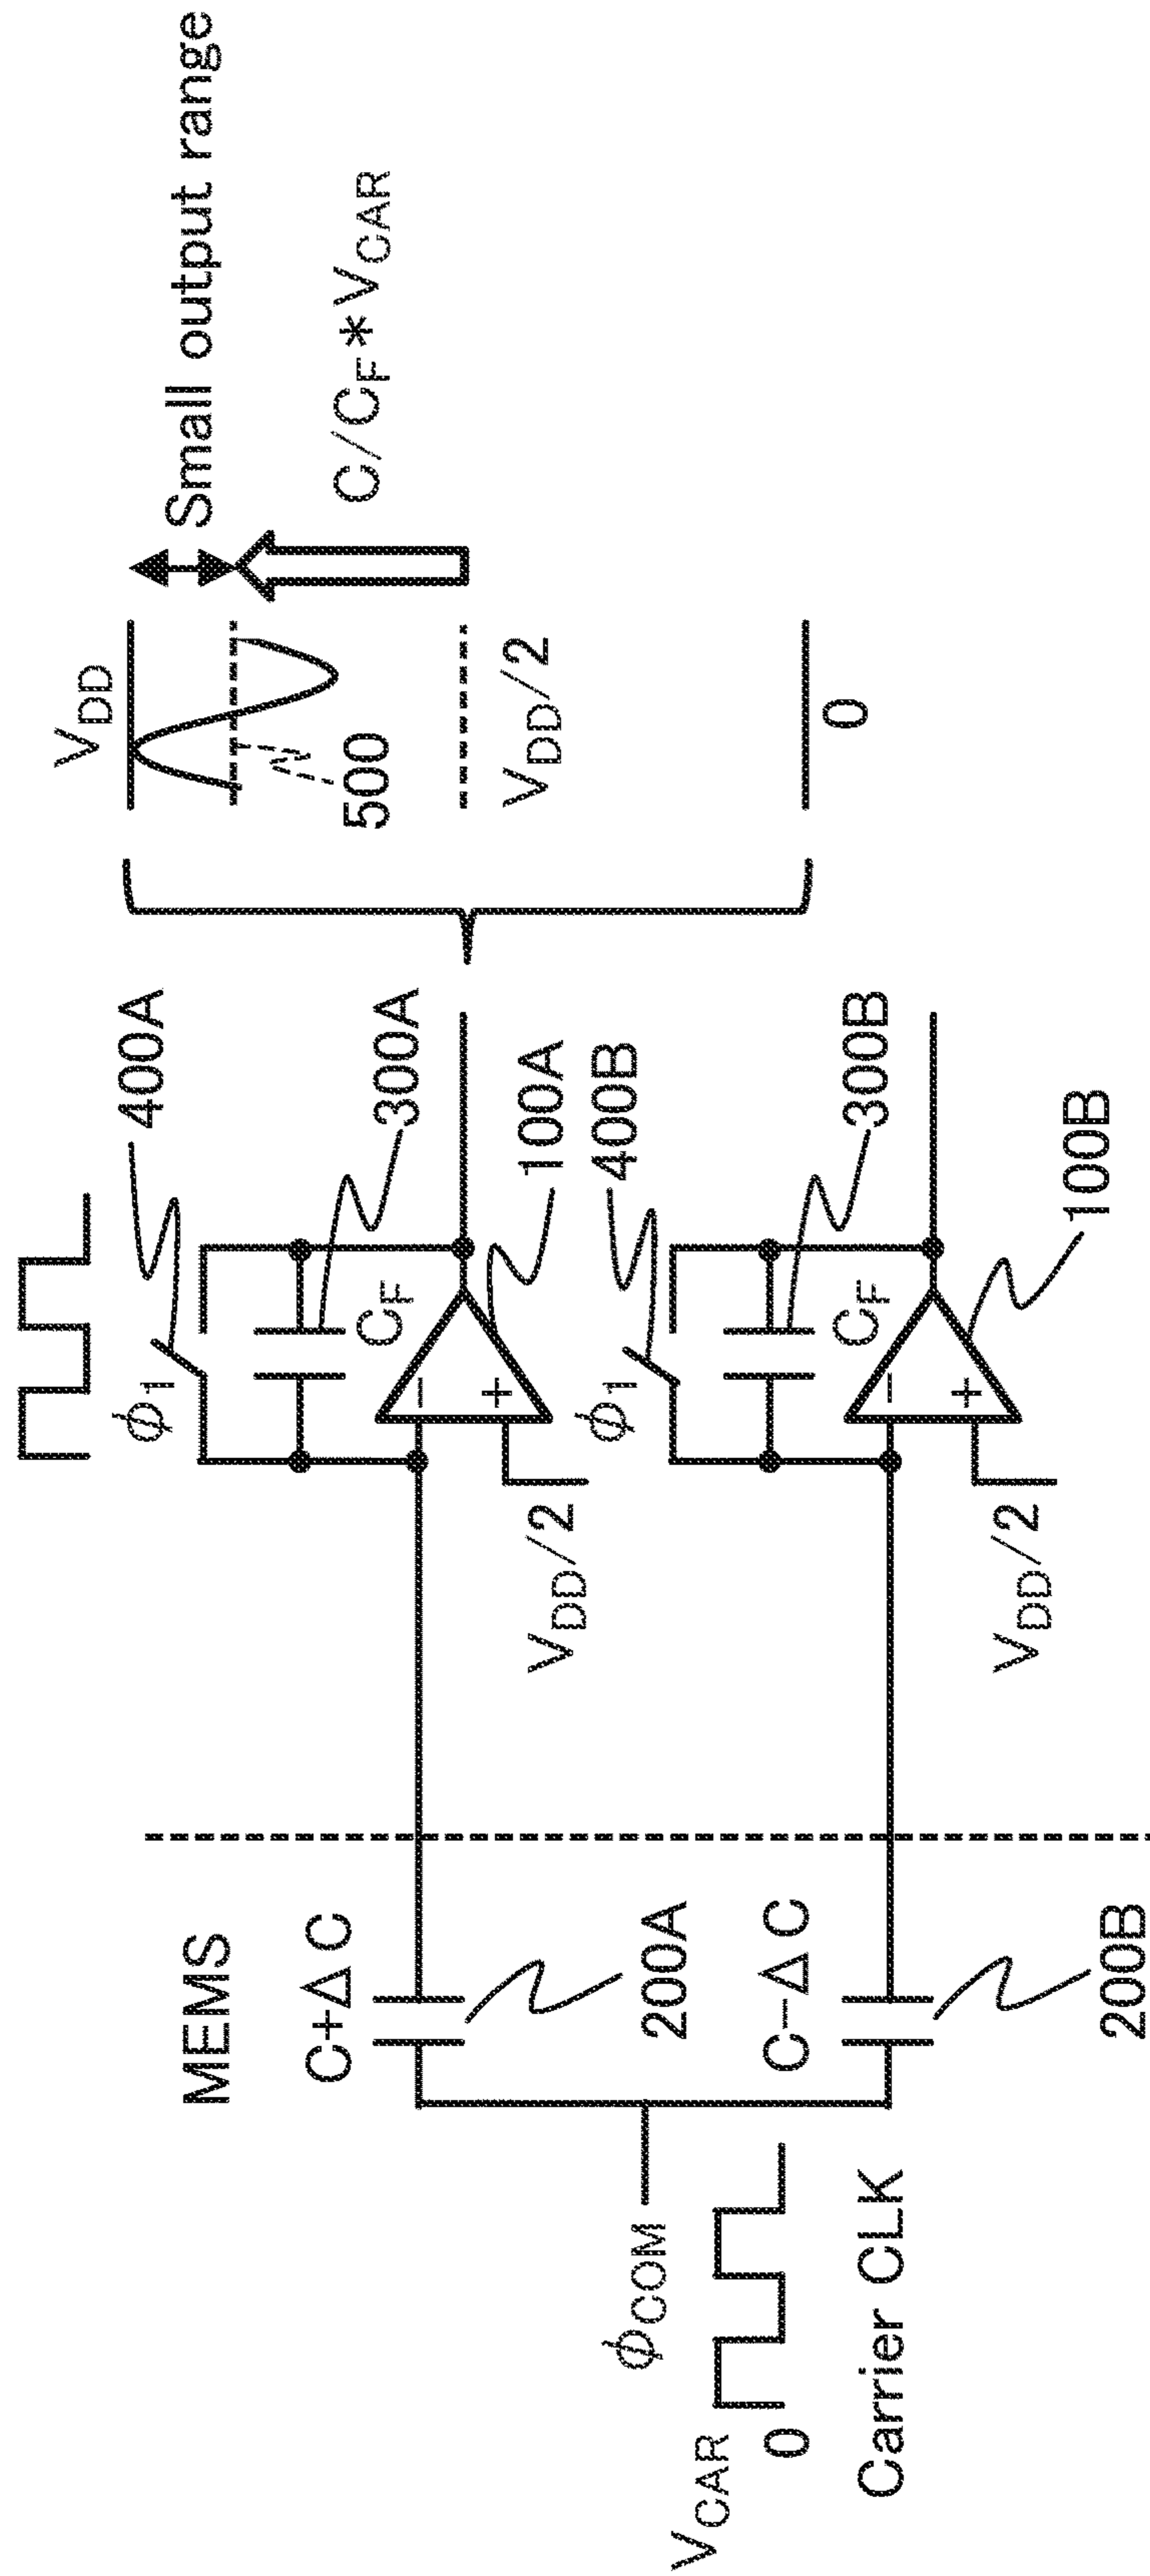 MEMS
C+ΔC
200A
C−ΔC
200B
ϕCOM
VCAR
0
Carrier CLK
ϕ1
400A
CF
300A
−
+
100A
VDD/2
ϕ1
400B
CF
300B
−
+
100B
VDD/2
VDD
500
VDD/2
0
Small output range
C/CF*VCAR